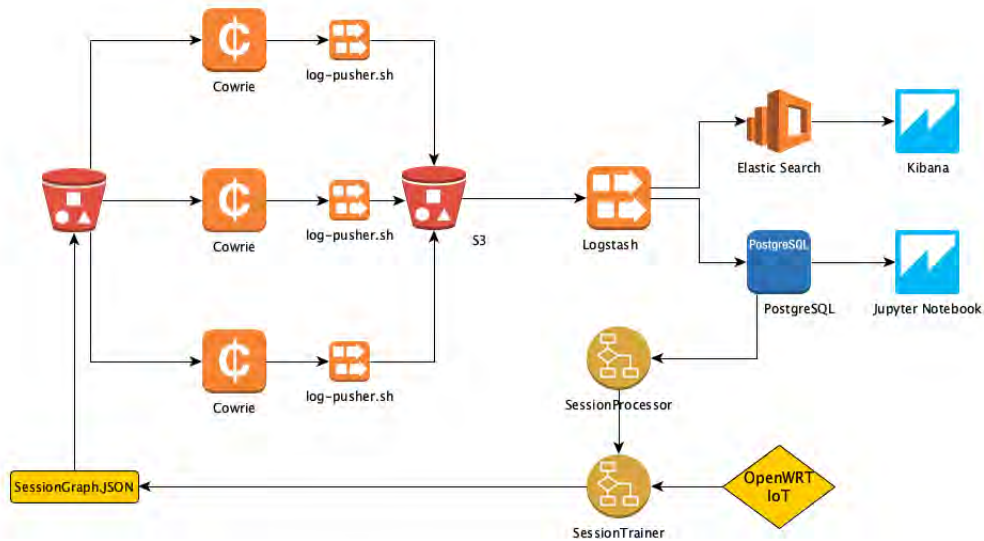 Cowrie
log-pusher.sh
Elastic Search
Kibana
Cowrie
log-pusher.sh
S3
Logstash
PostgreSQL
PostgreSQL
Jupyter Notebook
Cowrie
log-pusher.sh
SessionProcessor
SessionGraph.JSON
OpenWRT
IoT
SessionTrainer